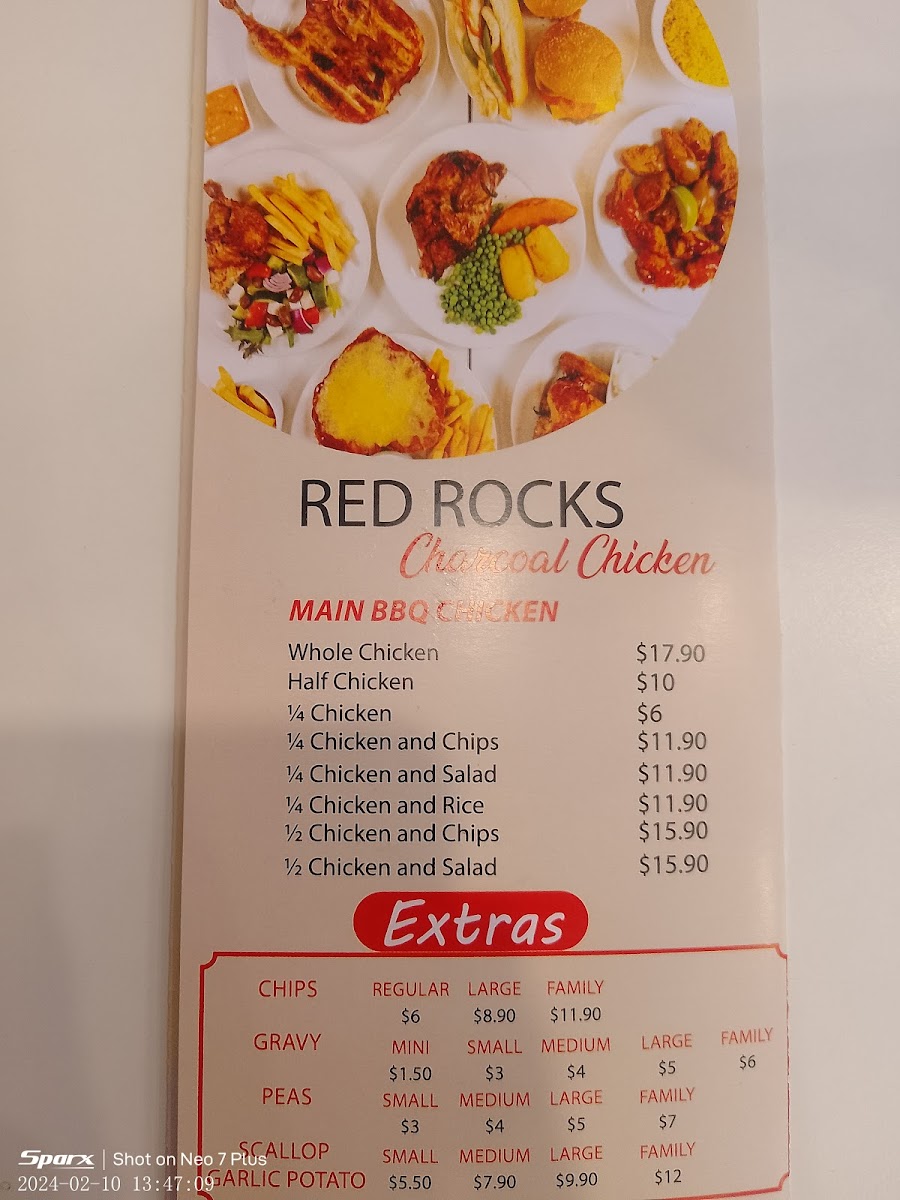 RED ROCKS
Charcoal Chicken
MAIN BBQ CHICKEN
Whole Chicken $17.90
Half Chicken $10
¼ Chicken $6
¼ Chicken and Chips $11.90
¼ Chicken and Salad $11.90
¼ Chicken and Rice $11.90
½ Chicken and Chips $15.90
½ Chicken and Salad $15.90
Extras
CHIPS REGULAR LARGE FAMILY
$6 $8.90 $11.90
GRAVY MINI SMALL MEDIUM LARGE FAMILY
$1.50 $3 $4 $5 $6
PEAS SMALL MEDIUM LARGE FAMILY
$3 $4 $5 $7
SCALLOP SMALL MEDIUM LARGE FAMILY
GARLIC POTATO $5.50 $7.90 $9.90 $12
Sparx | Shot on Neo 7 Plus
2024-02-10 13:47:09